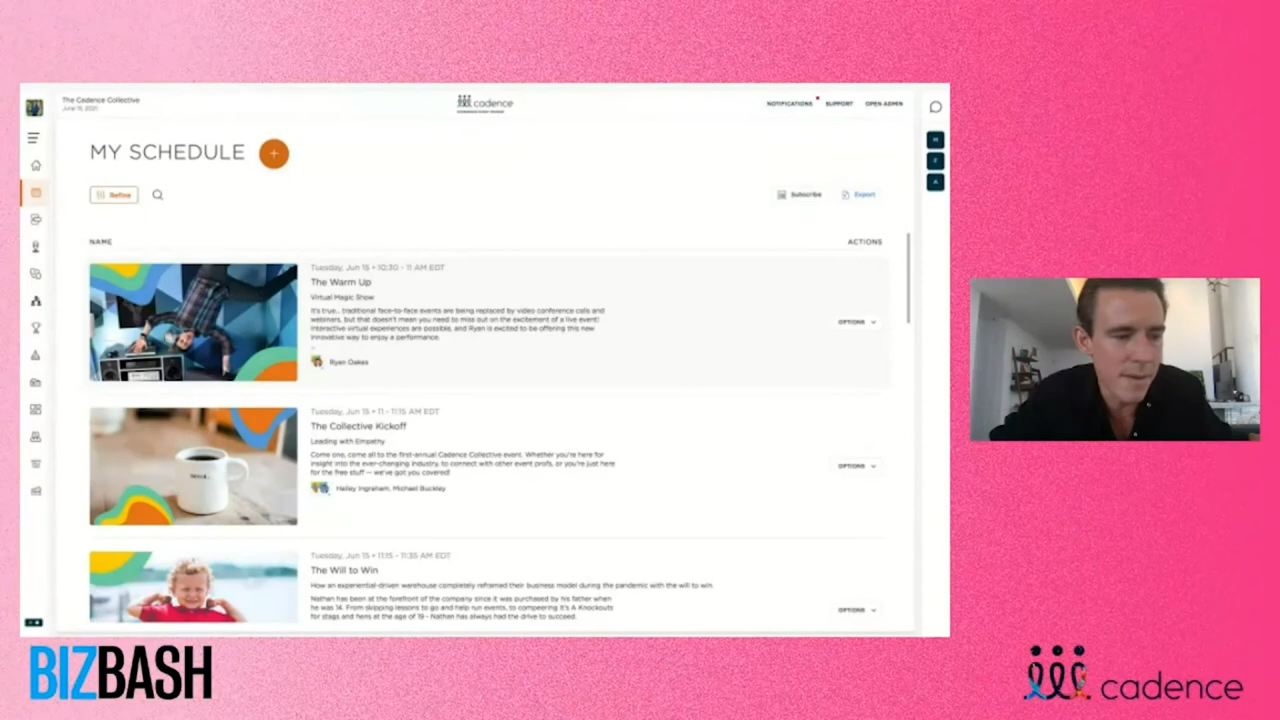 The Cadence Collective
June 15, 2021
cadence
NOTIFICATIONS
SUPPORT
OPEN ADMIN
MY SCHEDULE
+
Refine
Subscribe
Export
NAME
ACTIONS
Tuesday, Jun 15 • 10:30 - 11 AM EDT
The Warm Up
Virtual Magic Show
It's true... traditional face-to-face events are being replaced by video conference calls and
webinars, but that doesn't mean you need to miss out on the excitement of a live event!
Interactive virtual experiences are possible, and Ryan is excited to be offering this new
innovative way to enjoy a performance.
Ryan Oakes
OPTIONS
Tuesday, Jun 15 • 11 - 11:15 AM EDT
The Collective Kickoff
Leading with Empathy
Come one, come all to the first-annual Cadence Collective event. Whether you're here for
insight into the ever-changing industry, to connect with other event profs, or you're just here
for the free stuff — we've got you covered!
Hailey Ingraham, Michael Buckley
OPTIONS
Tuesday, Jun 15 • 11:15 - 11:35 AM EDT
The Will to Win
How an experiential-driven warehouse completely reframed their business model during the pandemic with the will to win.
Nathan has been at the forefront of the company since it was purchased by his father when
he was 14. From skipping lessons to go and help run events, to compeering It's A Knockouts
for stags and hens at the age of 19 - Nathan has always had the drive to succeed.
OPTIONS
BIZBASH
cadence